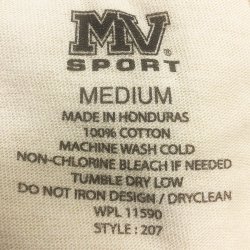 MV®
SPORT
MEDIUM
MADE IN HONDURAS
100% COTTON
MACHINE WASH COLD
NON-CHLORINE BLEACH IF NEEDED
TUMBLE DRY LOW
DO NOT IRON DESIGN / DRYCLEAN
WPL 11590
STYLE : 207